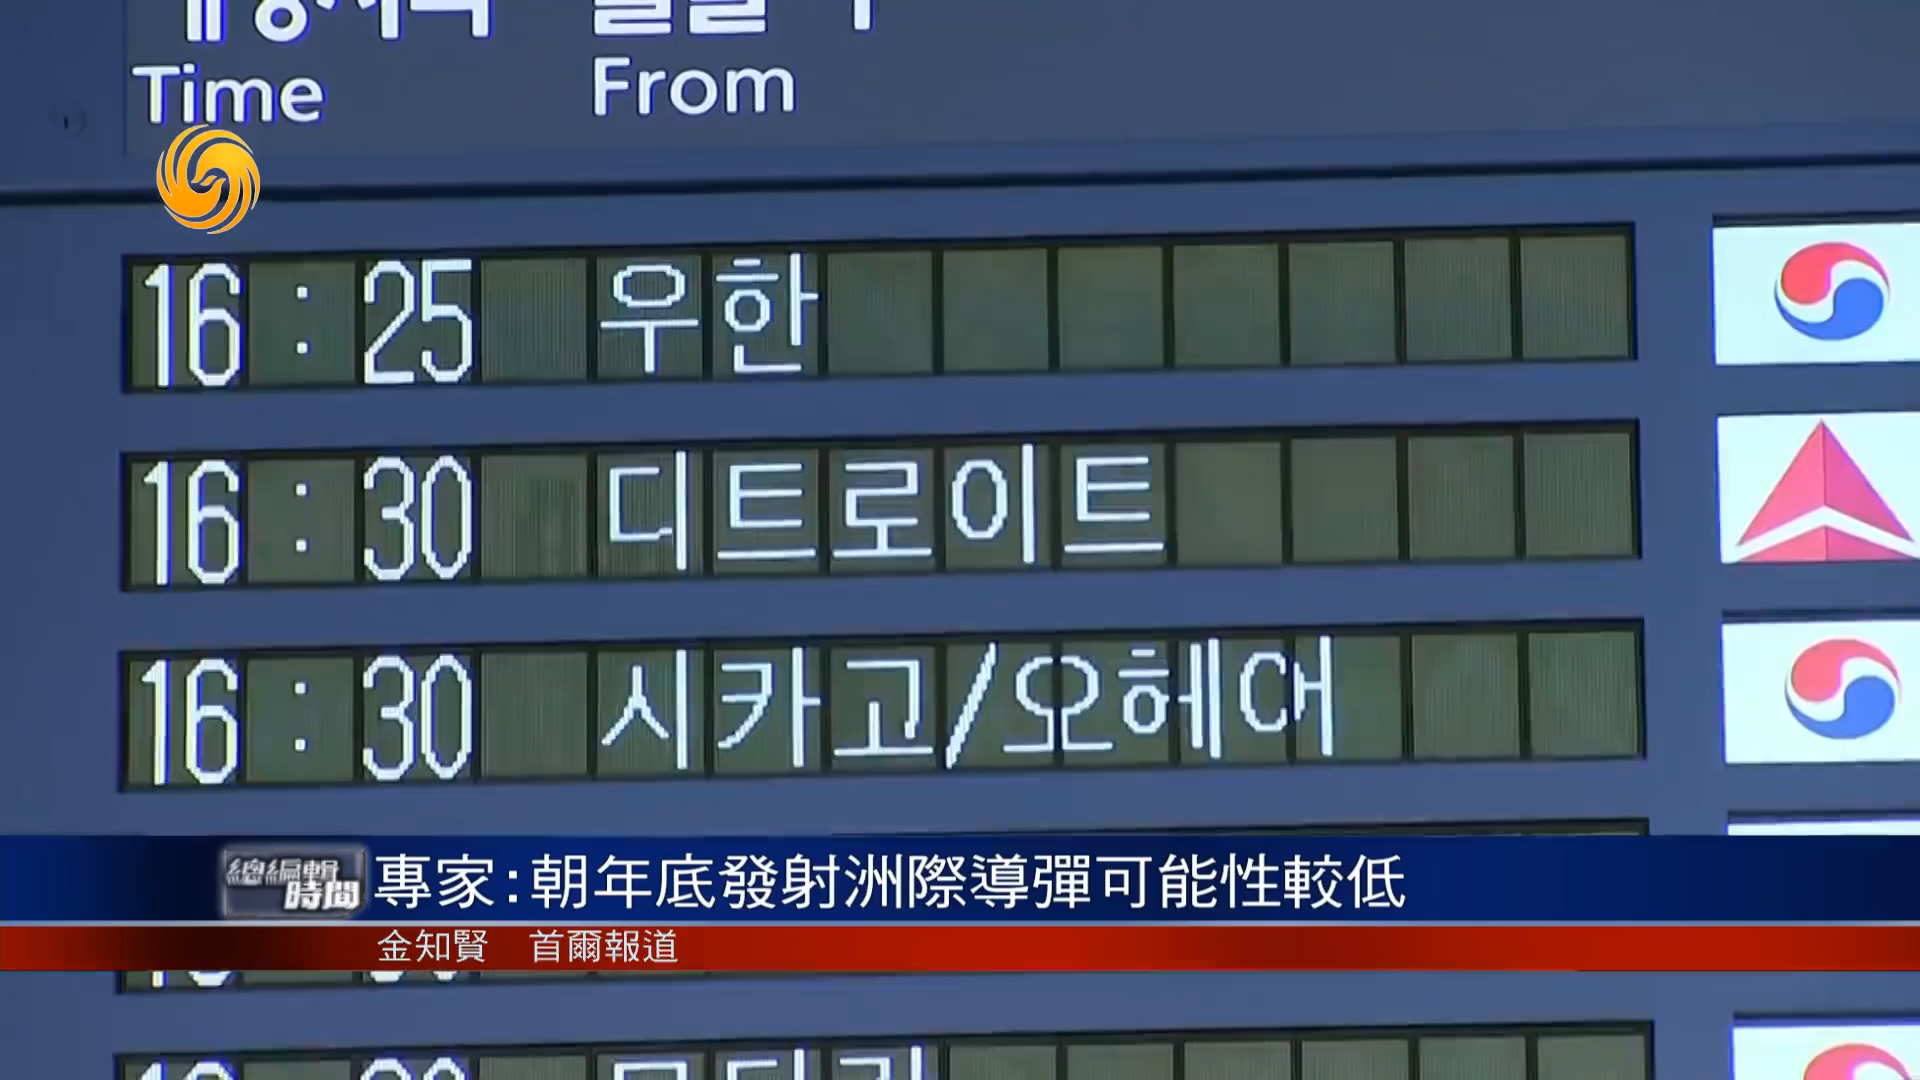 Time From
16:25 우한
16:30 디트로이트
16:30 시카고/오헤어
總編輯時間
專家:朝年底發射洲際導彈可能性較低
金知賢 首爾報道